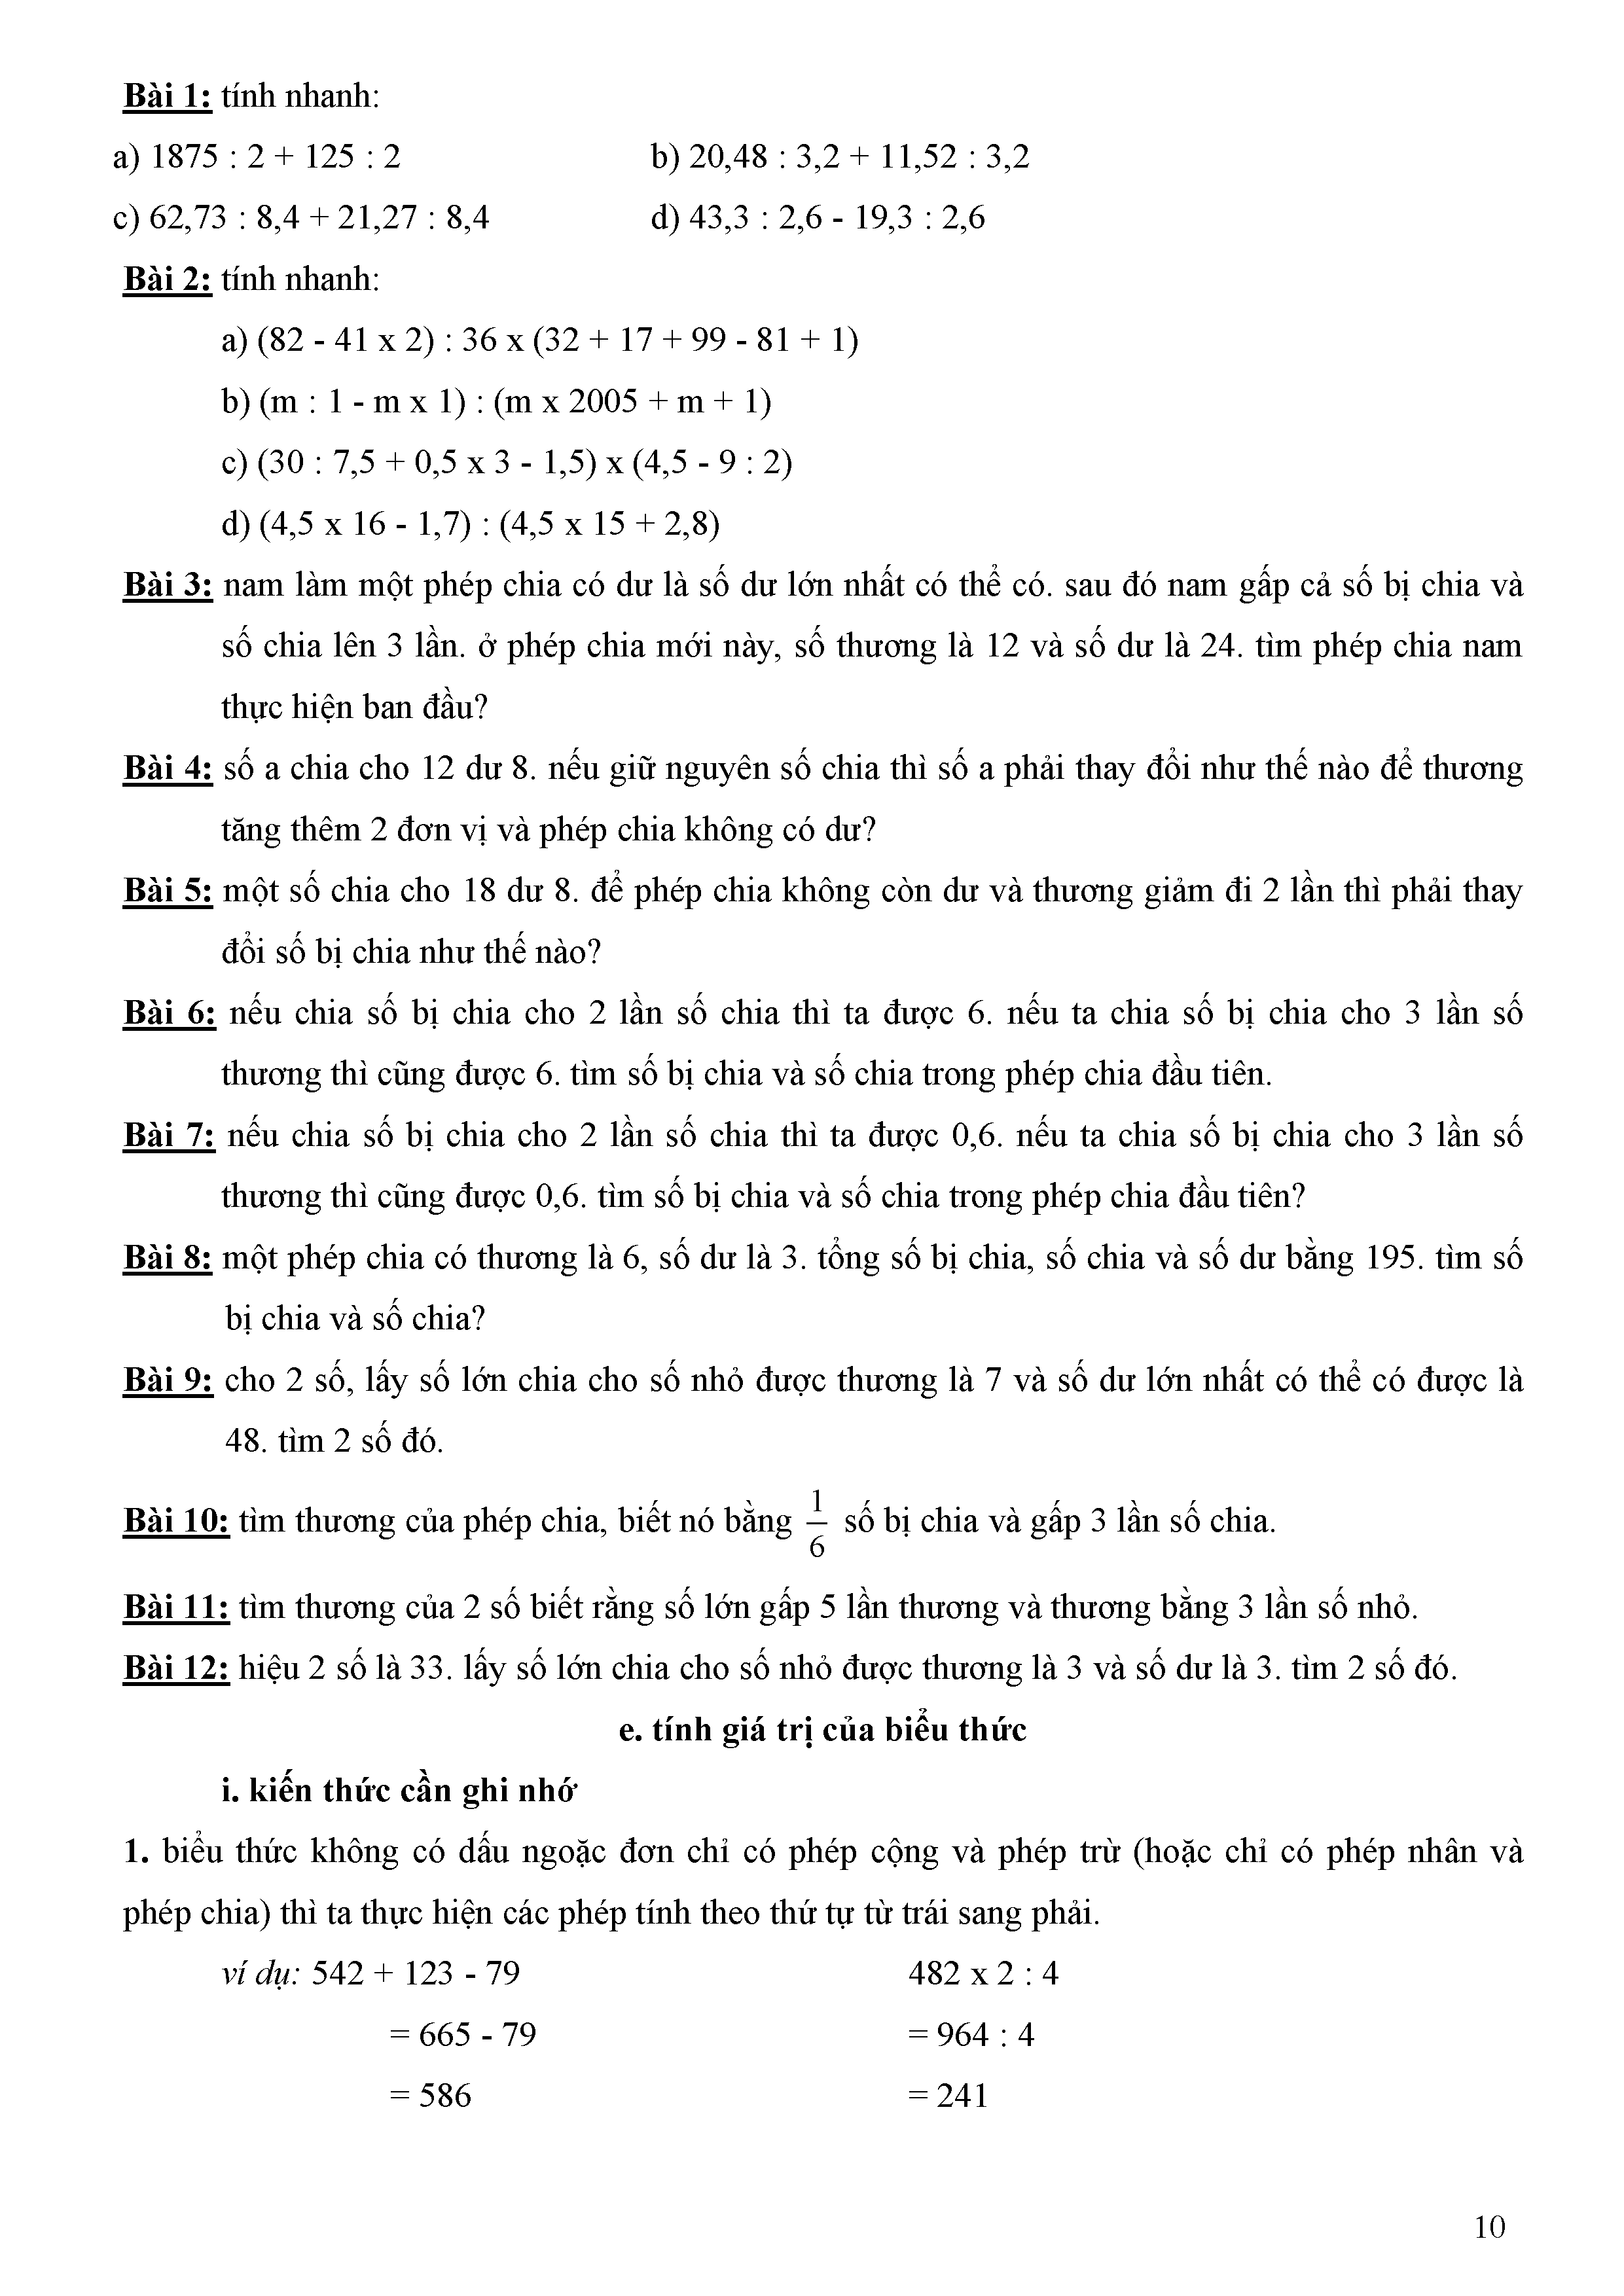 Bài 1: tính nhanh:
a) 1875 : 2 + 125 : 2 b) 20,48 : 3,2 + 11,52 : 3,2
c) 62,73 : 8,4 + 21,27 : 8,4 d) 43,3 : 2,6 - 19,3 : 2,6
Bài 2: tính nhanh:
a) (82 - 41 x 2) : 36 x (32 + 17 + 99 - 81 + 1)
b) (m : 1 - m x 1) : (m x 2005 + m + 1)
c) (30 : 7,5 + 0,5 x 3 - 1,5) x (4,5 - 9 : 2)
d) (4,5 x 16 - 1,7) : (4,5 x 15 + 2,8)
Bài 3: nam làm một phép chia có dư là số dư lớn nhất có thể có. sau đó nam gấp cả số bị chia và
số chia lên 3 lần. ở phép chia mới này, số thương là 12 và số dư là 24. tìm phép chia nam
thực hiện ban đầu?
Bài 4: số a chia cho 12 dư 8. nếu giữ nguyên số chia thì số a phải thay đổi như thế nào để thương
tăng thêm 2 đơn vị và phép chia không có dư?
Bài 5: một số chia cho 18 dư 8. để phép chia không còn dư và thương giảm đi 2 lần thì phải thay
đổi số bị chia như thế nào?
Bài 6: nếu chia số bị chia cho 2 lần số chia thì ta được 6. nếu ta chia số bị chia cho 3 lần số
thương thì cũng được 6. tìm số bị chia và số chia trong phép chia đầu tiên.
Bài 7: nếu chia số bị chia cho 2 lần số chia thì ta được 0,6. nếu ta chia số bị chia cho 3 lần số
thương thì cũng được 0,6. tìm số bị chia và số chia trong phép chia đầu tiên?
Bài 8: một phép chia có thương là 6, số dư là 3. tổng số bị chia, số chia và số dư bằng 195. tìm số
bị chia và số chia?
Bài 9: cho 2 số, lấy số lớn chia cho số nhỏ được thương là 7 và số dư lớn nhất có thể có được là
48. tìm 2 số đó.
Bài 10: tìm thương của phép chia, biết nó bằng 1/6 số bị chia và gấp 3 lần số chia.
Bài 11: tìm thương của 2 số biết rằng số lớn gấp 5 lần thương và thương bằng 3 lần số nhỏ.
Bài 12: hiệu 2 số là 33. lấy số lớn chia cho số nhỏ được thương là 3 và số dư là 3. tìm 2 số đó.
e. tính giá trị của biểu thức
i. kiến thức cần ghi nhớ
1. biểu thức không có dấu ngoặc đơn chỉ có phép cộng và phép trừ (hoặc chỉ có phép nhân và
phép chia) thì ta thực hiện các phép tính theo thứ tự từ trái sang phải.
ví dụ: 542 + 123 - 79 482 x 2 : 4
= 665 - 79 = 964 : 4
= 586 = 241
10